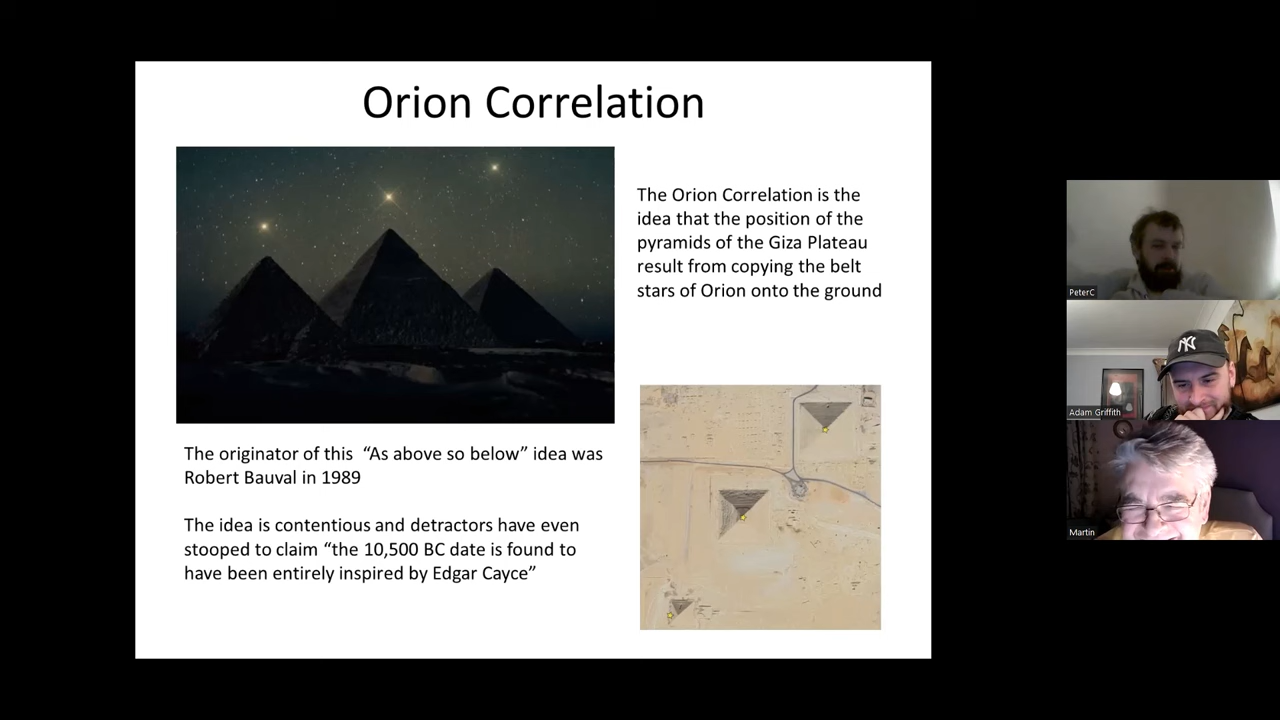 Orion Correlation
The Orion Correlation is the
idea that the position of the
pyramids of the Giza Plateau
result from copying the belt
stars of Orion onto the ground
The originator of this “As above so below” idea was
Robert Bauval in 1989
The idea is contentious and detractors have even
stooped to claim “the 10,500 BC date is found to
have been entirely inspired by Edgar Cayce”
PeterC
NY
Adam Griffith
Martin